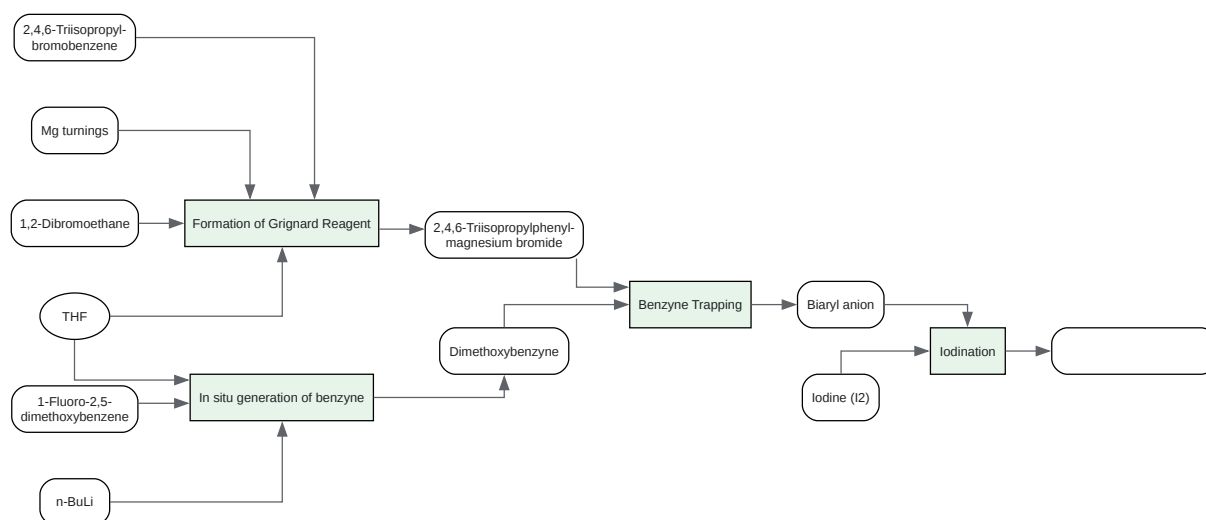 2,4,6-Triisopropyl-
bromobenzene
Mg turnings
1,2-Dibromoethane
Formation of Grignard Reagent
2,4,6-Triisopropylphenyl-
magnesium bromide
THF
Benzyne Trapping
Biaryl anion
Dimethoxybenzyne
Iodination
1-Fluoro-2,5-
dimethoxybenzene
In situ generation of benzyne
Iodine (I2)
n-BuLi